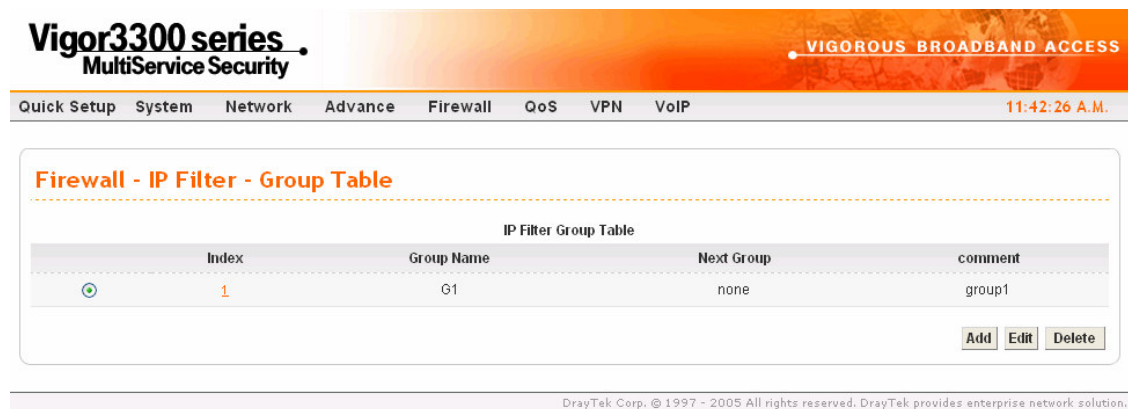 Vigor3300 series
MultiService Security
VIGOROUS BROADBAND ACCESS
Quick Setup System Network Advance Firewall QoS VPN VoIP 11:42:26 A.M.
Firewall - IP Filter - Group Table
IP Filter Group Table
Index Group Name Next Group comment
1 G1 none group1
Add Edit Delete
DrayTek Corp. © 1997 - 2005 All rights reserved. DrayTek provides enterprise network solution.